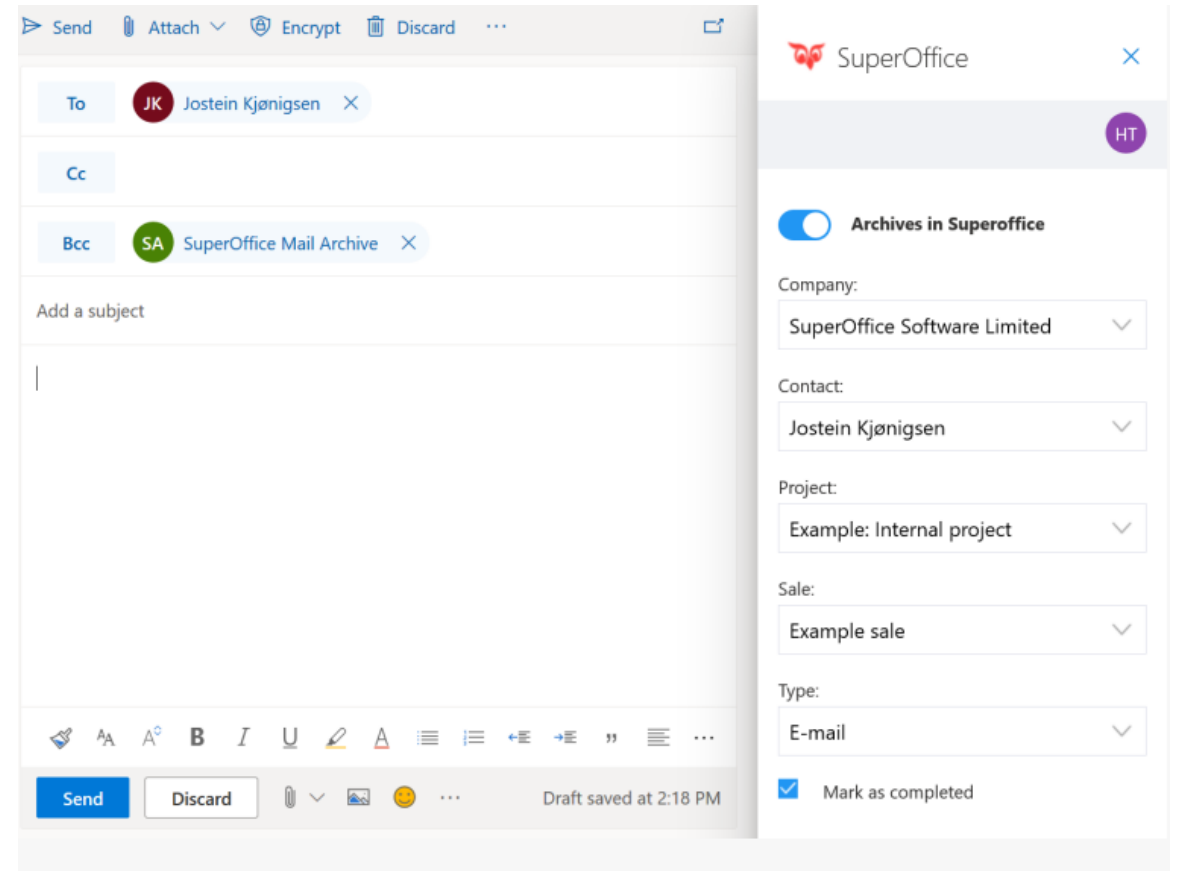 Send Attach Encrypt Discard ...
To JK Jostein Kjønigsen
Cc
Bcc SA SuperOffice Mail Archive
Add a subject
B I U A ...
Send Discard ... Draft saved at 2:18 PM
SuperOffice
HT
Archives in Superoffice
Company:
SuperOffice Software Limited
Contact:
Jostein Kjønigsen
Project:
Example: Internal project
Sale:
Example sale
Type:
E-mail
Mark as completed